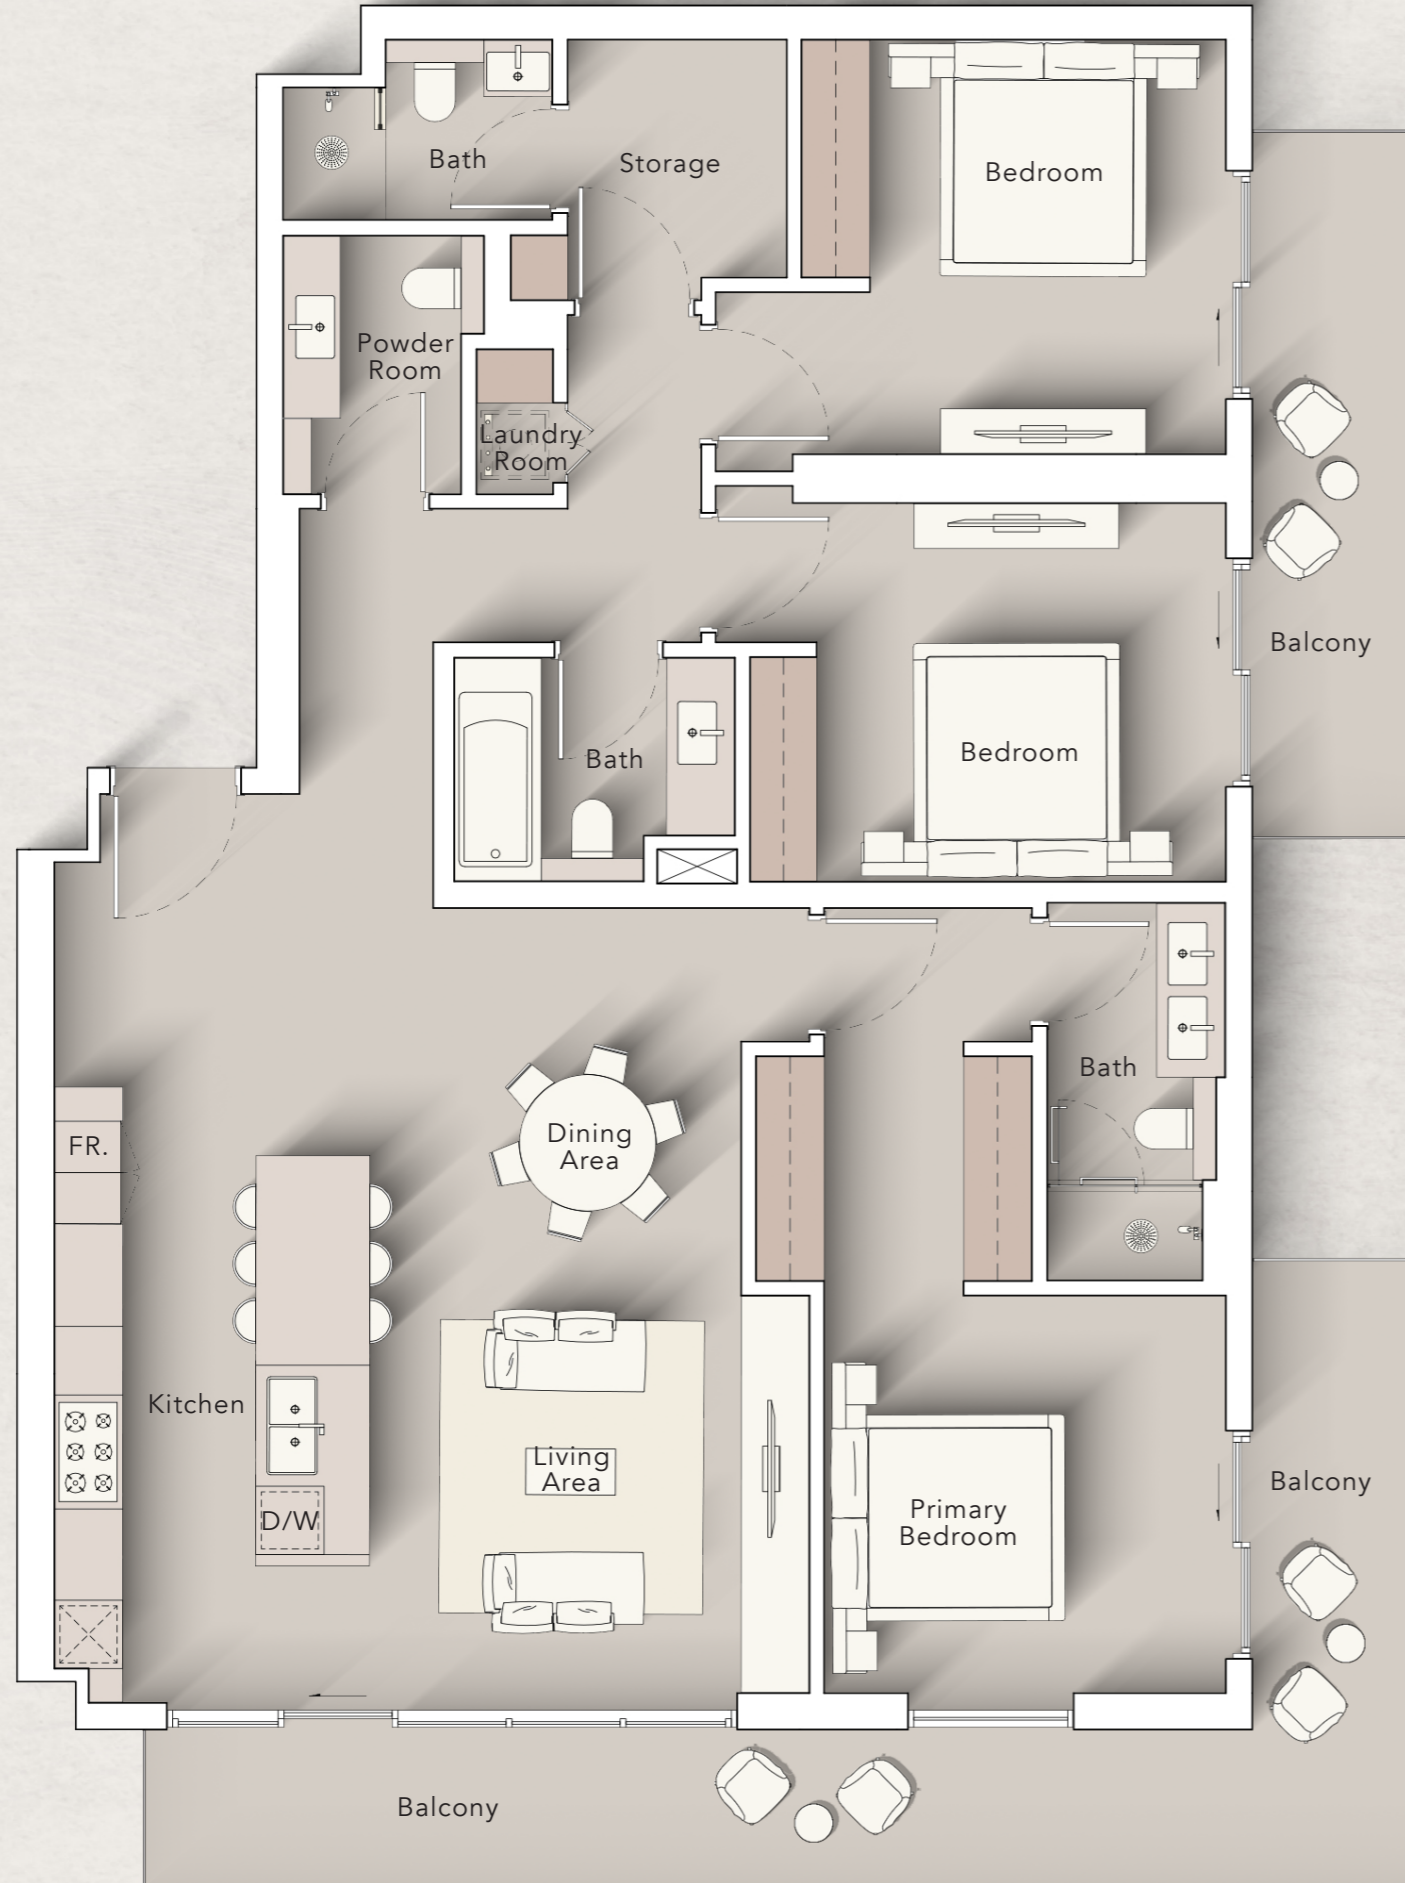 Bath
Storage
Bedroom
Powder
Room
Laundry
Room
Balcony
Bath
Bedroom
Bath
FR.
Dining
Area
Kitchen
Living
Area
D/W
Primary
Bedroom
Balcony
Balcony